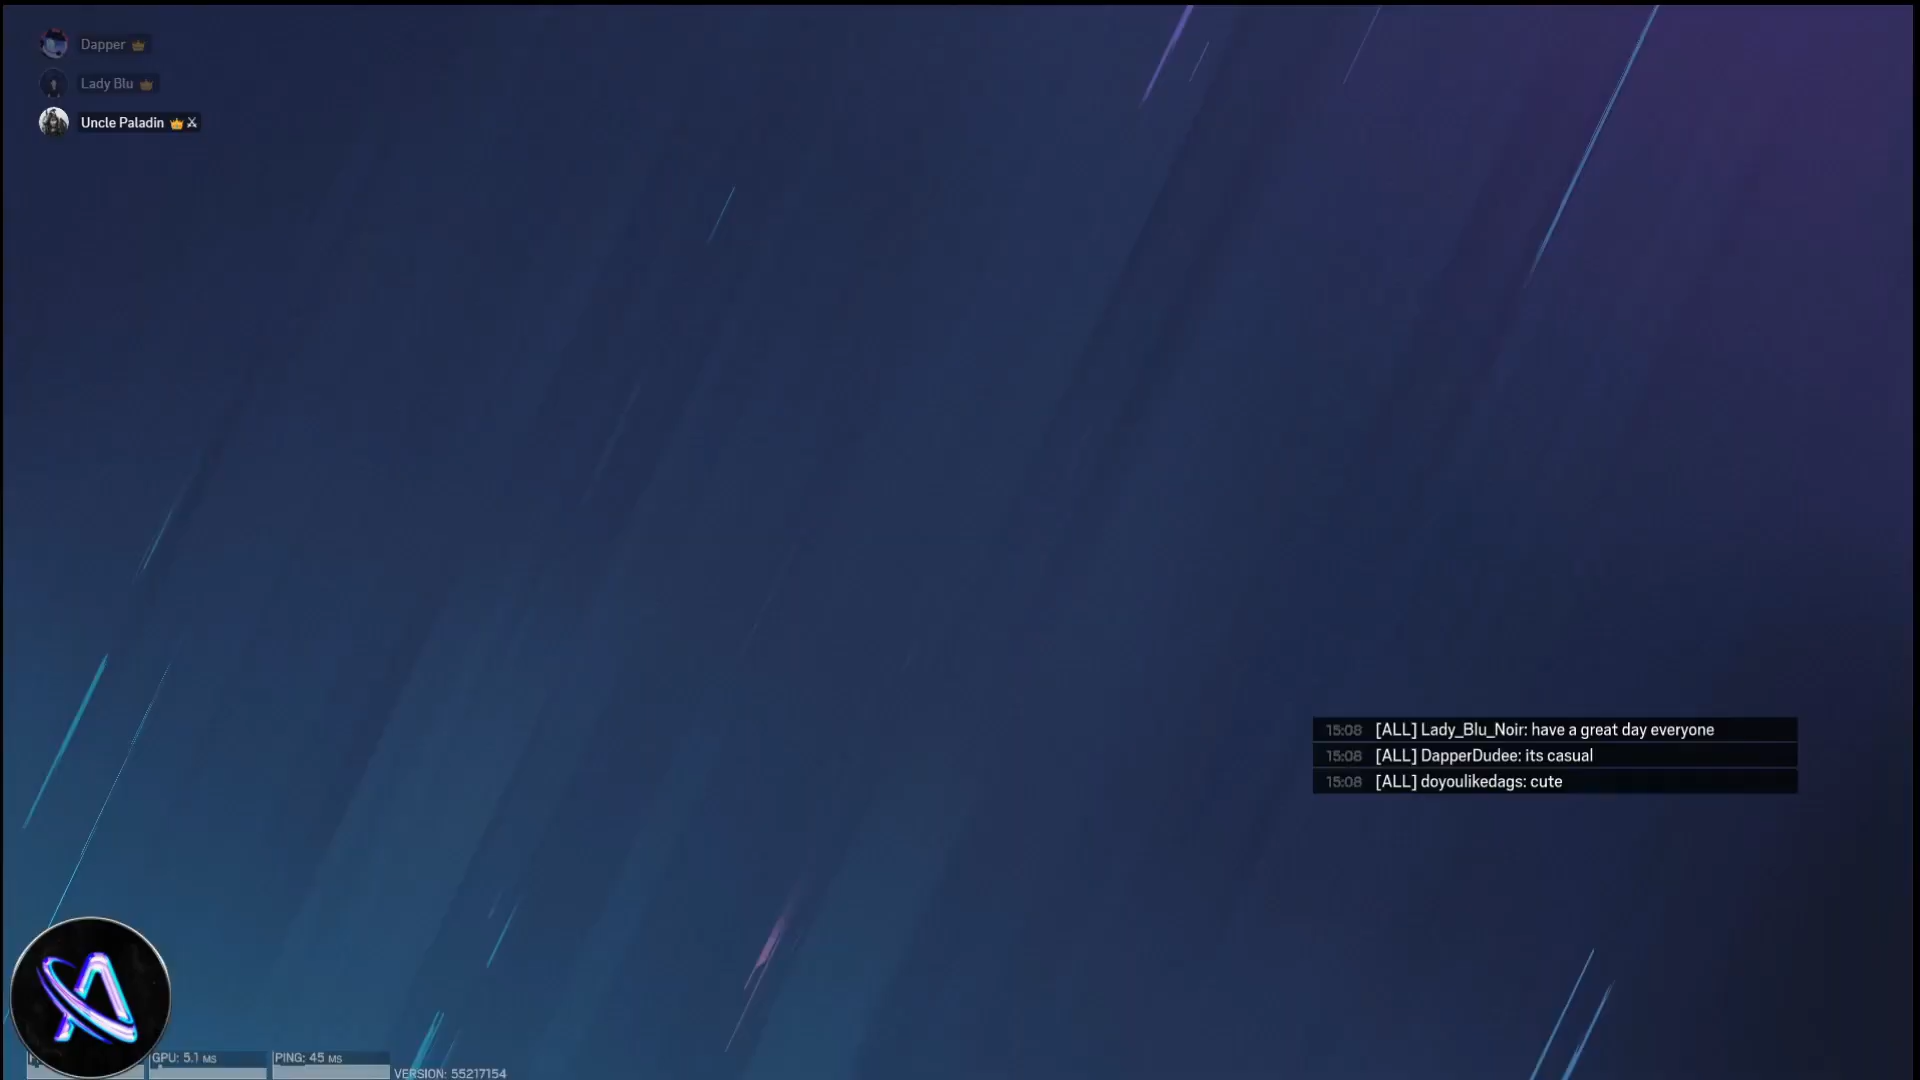 Dapper
Lady Blu
Uncle Paladin
15:08 [ALL] Lady_Blu_Noir: have a great day everyone
15:08 [ALL] DapperDudee: its casual
15:08 [ALL] doyoulikedags: cute
GPU: 5.1 MS
PING: 45 MS
VERSION: 55217154